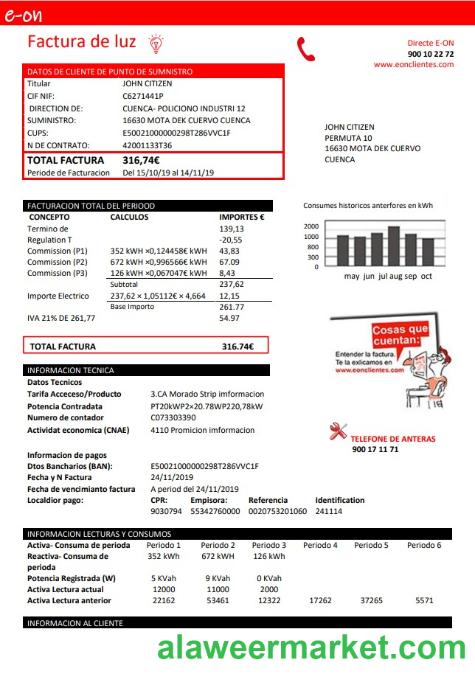 e-on
Factura de luz
Directe E-ON
900 10 22 72
www.eonclientes.com
DATOS DE CLIENTE DE PUNTO DE SUMNISTRO
Titular JOHN CITIZEN
CIF NIF: C6271441P
DIRECTION DE: CUENCA- POLICIONO INDUSTRI 12
SUMINISTRO: 16630 MOTA DEK CUERVO CUENCA
CUPS: E50021000000298T286VVC1F
N DE CONTRATO: 42001133T36
TOTAL FACTURA 316,74€
Periode de Facturacion Del 15/10/19 al 14/11/19
JOHN CITIZEN
PERMUTA 10
16630 MOTA DEK CUERVO
CUENCA
FACTURACION TOTAL DEL PERIOOD
CONCEPTO CALCULOS IMPORTES €
Termino de 139,13
Regulation T -20,55
Commission (P1) 352 kWH ×0,124458€ kWH 43,83
Commission (P2) 672 kWH ×0,996566€ kWH 67,09
Commission (P3) 126 kWH ×0,067047€ kWH 8,43
Subtotal 237,62
Importe Electrico 237,62 × 1,05112€ × 4,664 12,15
Base Imparto 261.77
IVA 21% DE 261,77 54.97
TOTAL FACTURA 316.74€
Consumes historicos anterfores en kWh
2000
1000
800
300
0
may jun jul aug sep oct
Cosas que
cuentan:
Entender la factura.
Te la exlicamos en
www.eonclientes.com
TELEFONE DE ANTERAS
900 17 11 71
INFORMACION TECNICA
Datos Tecnicos
Tarifa Acceceso/Producto 3.CA Morado Strip imformacion
Potencia Contradada PT20kWP2×20.78WP220,78kW
Numero de contador C073303390
Activitat economica (CNAE) 4110 Promicion imformacion
Informacion de pagos
Dtos Bancharios (BAN): E50021000000298T286VVC1F
Fecha y N Factura 24/11/2019
Fecha de vencimianto factura A period del 24/11/2019
Localdior pago: CPR: Empisora: Referencia Identification
9030794 55342760000 0020753201060 241114
INFORMACION LECTURAS Y CONSUMOS
Activa- Consuma de perioda Periodo 1 Periodo 2 Periodo 3 Periodo 4 Periodo 5 Periodo 6
Reactiva- Consuma de perioda 352 kWH 672 kWH 126 kWH
Potencia Registrada (W) 5 KVah 9 KVah 0 KVah
Activa Lectura actual 12000 11000 2000
Activa Lectura anterior 22162 53461 12322 17262 37265 5571
INFORMACION AL CLIENTE
alaweermarket.com